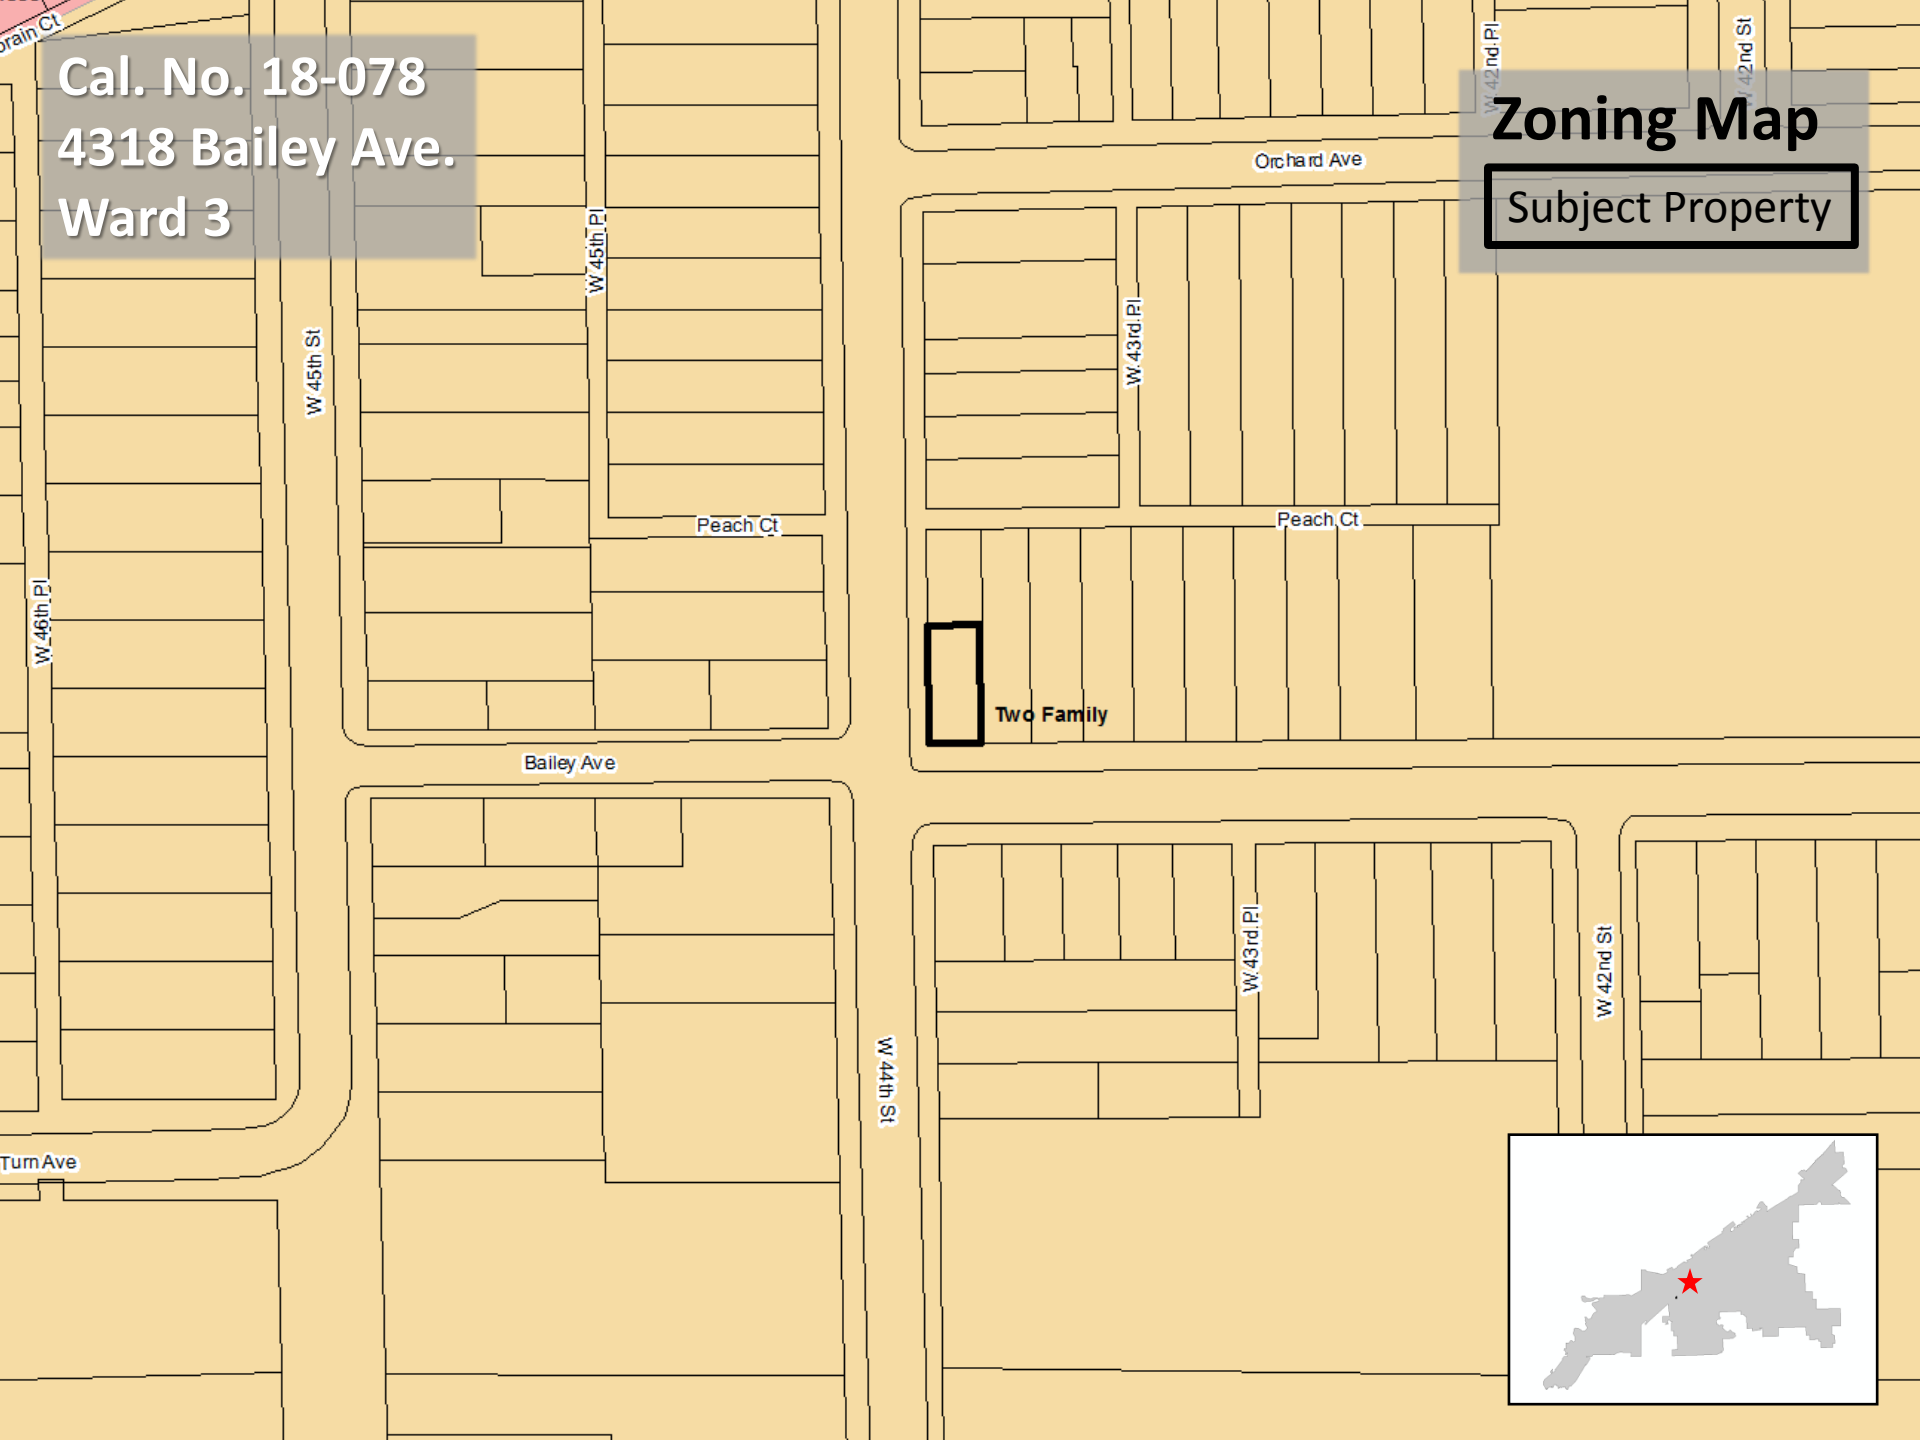 Cal. No. 18-078
4318 Bailey Ave.
Ward 3
Zoning Map
Subject Property
W 42nd Pl
W 42nd St
Orchard Ave
W 45th Pl
W 43rd Pl
W 45th St
Peach Ct
Peach Ct
W 46th Pl
Two Family
Bailey Ave
W 43rd Pl
W 42nd St
W 44th St
Turn Ave